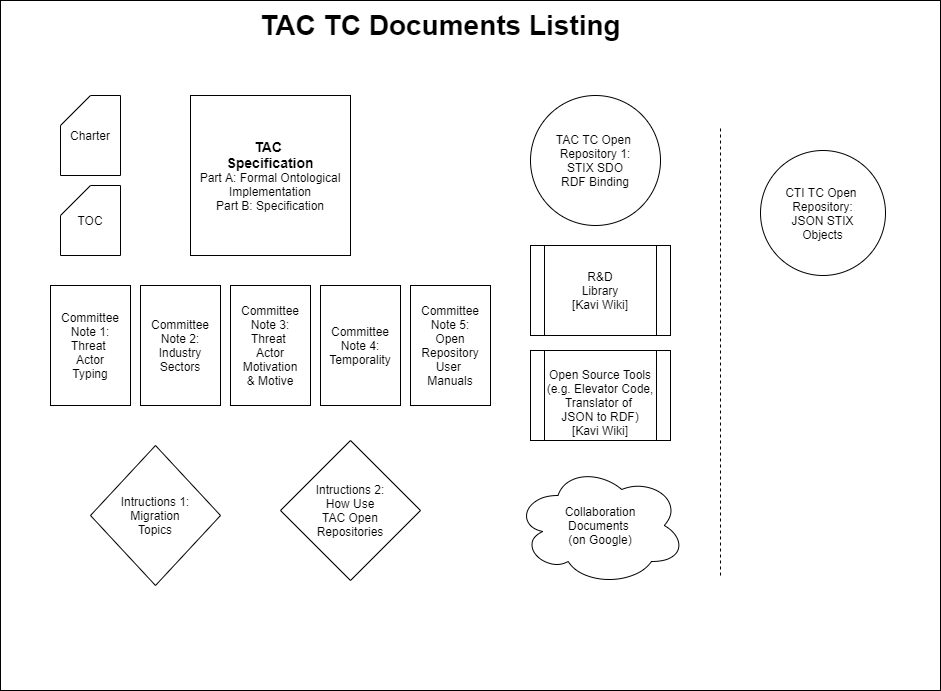 TAC TC Documents Listing
Charter
TOC
TAC
Specification
Part A: Formal Ontological
Implementation
Part B: Specification
TAC TC Open
Repository 1:
STIX SDO
RDF Binding
CTI TC Open
Repository:
JSON STIX
Objects
R&D
Library
[Kavi Wiki]
Committee
Note 1:
Threat
Actor
Typing
Committee
Note 2:
Industry
Sectors
Committee
Note 3:
Threat
Actor
Motivation
& Motive
Committee
Note 4:
Temporality
Committee
Note 5:
Open
Repository
User
Manuals
Open Source Tools
(e.g. Elevator Code,
Translator of
JSON to RDF)
[Kavi Wiki]
Intructions 1:
Migration
Topics
Intructions 2:
How Use
TAC Open
Repositories
Collaboration
Documents
(on Google)